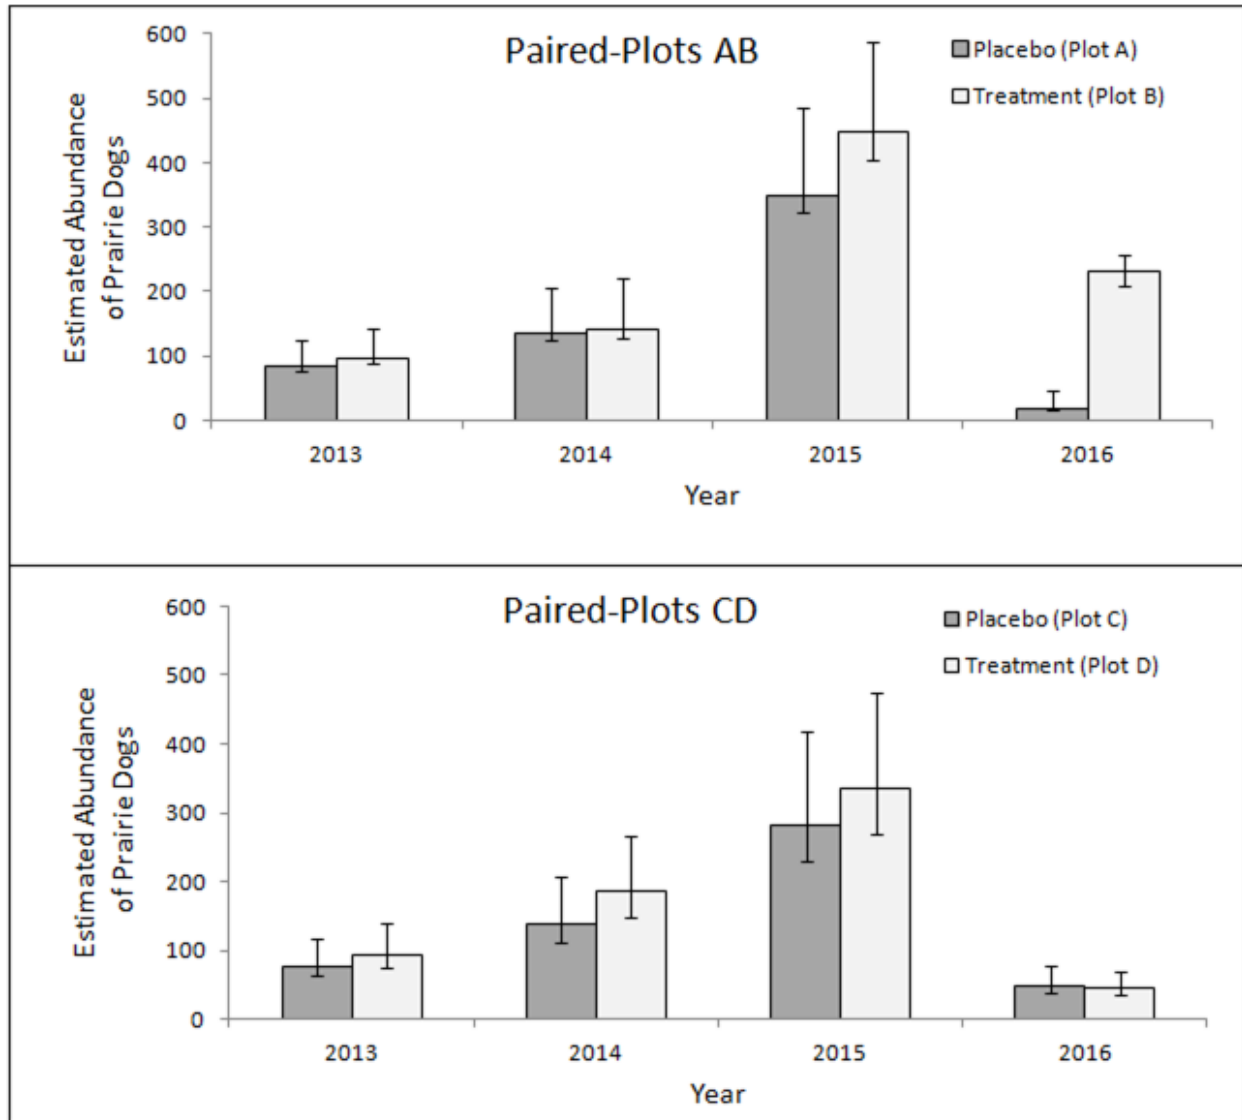 Paired-Plots AB
Placebo (Plot A)
Treatment (Plot B)
Estimated Abundance
of Prairie Dogs
600
500
400
300
200
100
0
2013 2014 2015 2016
Year
Paired-Plots CD
Placebo (Plot C)
Treatment (Plot D)
Estimated Abundance
of Prairie Dogs
600
500
400
300
200
100
0
2013 2014 2015 2016
Year